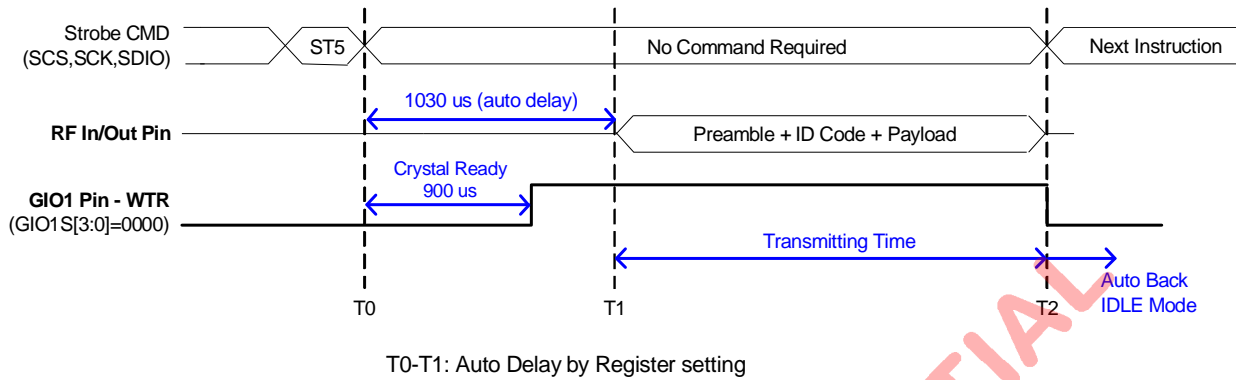 Strobe CMD
(SCS,SCK,SDIO)
ST5
No Command Required
Next Instruction
1030 us (auto delay)
RF In/Out Pin
Preamble + ID Code + Payload
Crystal Ready
900 us
GIO1 Pin - WTR
(GIO1S[3:0]=0000)
Transmitting Time
Auto Back
IDLE Mode
T0
T1
T2
T0-T1: Auto Delay by Register setting